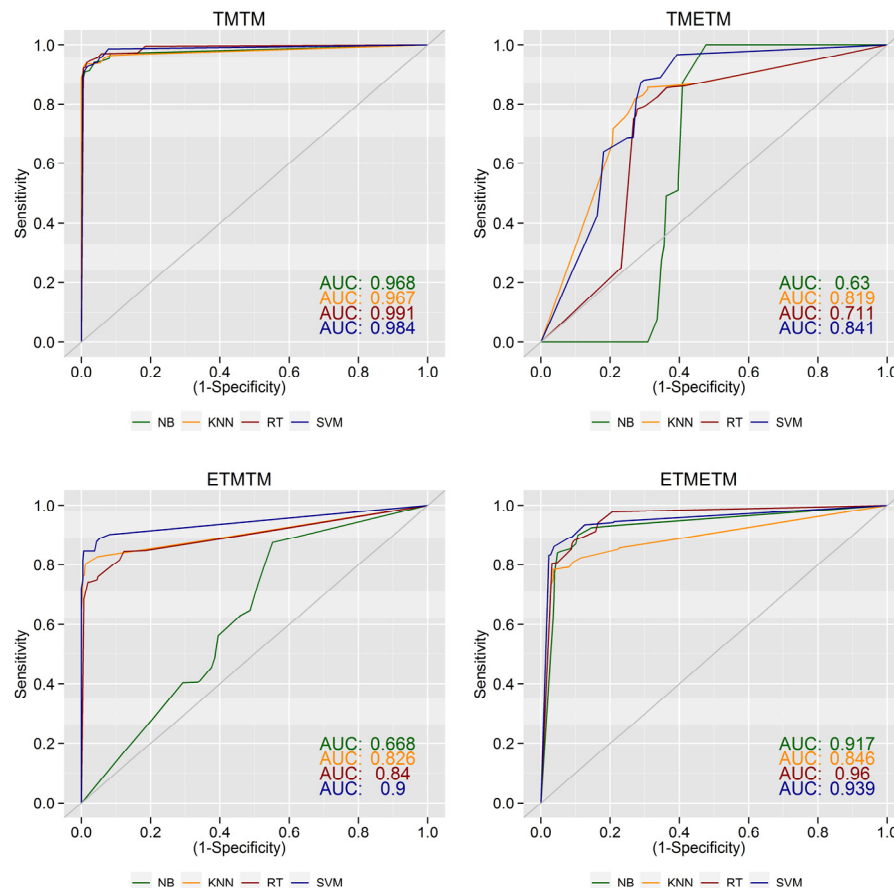 TMTM
1.0
0.8
0.6
0.4
0.2
0.0
Sensitivity
AUC: 0.968
AUC: 0.967
AUC: 0.991
AUC: 0.984
0.0 0.2 0.4 0.6 0.8 1.0
(1-Specificity)
NB KNN RT SVM
TMETM
1.0
0.8
0.6
0.4
0.2
0.0
Sensitivity
AUC: 0.63
AUC: 0.819
AUC: 0.711
AUC: 0.841
0.0 0.2 0.4 0.6 0.8 1.0
(1-Specificity)
NB KNN RT SVM
ETMTM
1.0
0.8
0.6
0.4
0.2
0.0
Sensitivity
AUC: 0.668
AUC: 0.826
AUC: 0.84
AUC: 0.9
0.0 0.2 0.4 0.6 0.8 1.0
(1-Specificity)
NB KNN RT SVM
ETMETM
1.0
0.8
0.6
0.4
0.2
0.0
Sensitivity
AUC: 0.917
AUC: 0.846
AUC: 0.96
AUC: 0.939
0.0 0.2 0.4 0.6 0.8 1.0
(1-Specificity)
NB KNN RT SVM